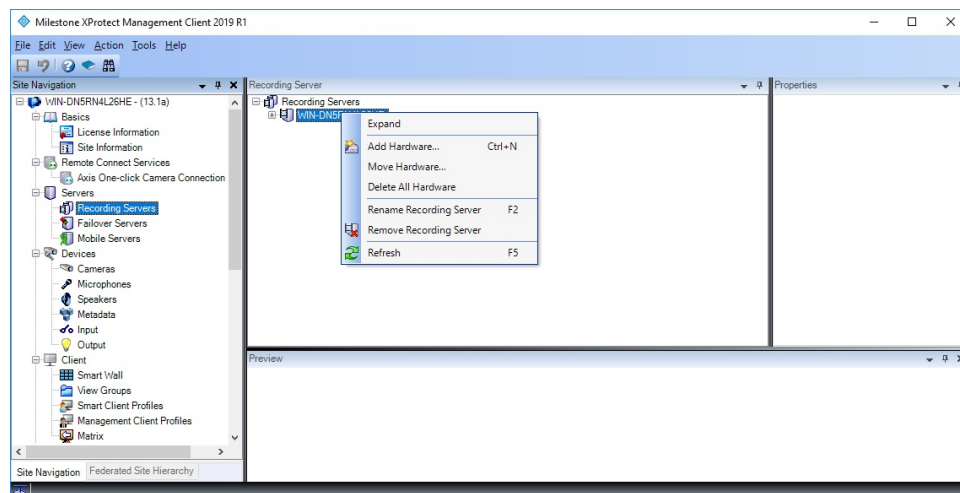 Milestone XProtect Management Client 2019 R1
File Edit View Action Tools Help
Site Navigation
WIN-DN5RN4L26HE - (13.1a)
Basics
License Information
Site Information
Remote Connect Services
Axis One-click Camera Connection
Servers
Recording Servers
Failover Servers
Mobile Servers
Devices
Cameras
Microphones
Speakers
Metadata
Input
Output
Client
Smart Wall
View Groups
Smart Client Profiles
Management Client Profiles
Matrix
Site Navigation Federated Site Hierarchy
Recording Server
Recording Servers
Expand
Add Hardware... Ctrl+N
Move Hardware...
Delete All Hardware
Rename Recording Server F2
Remove Recording Server
Refresh F5
Properties
Preview